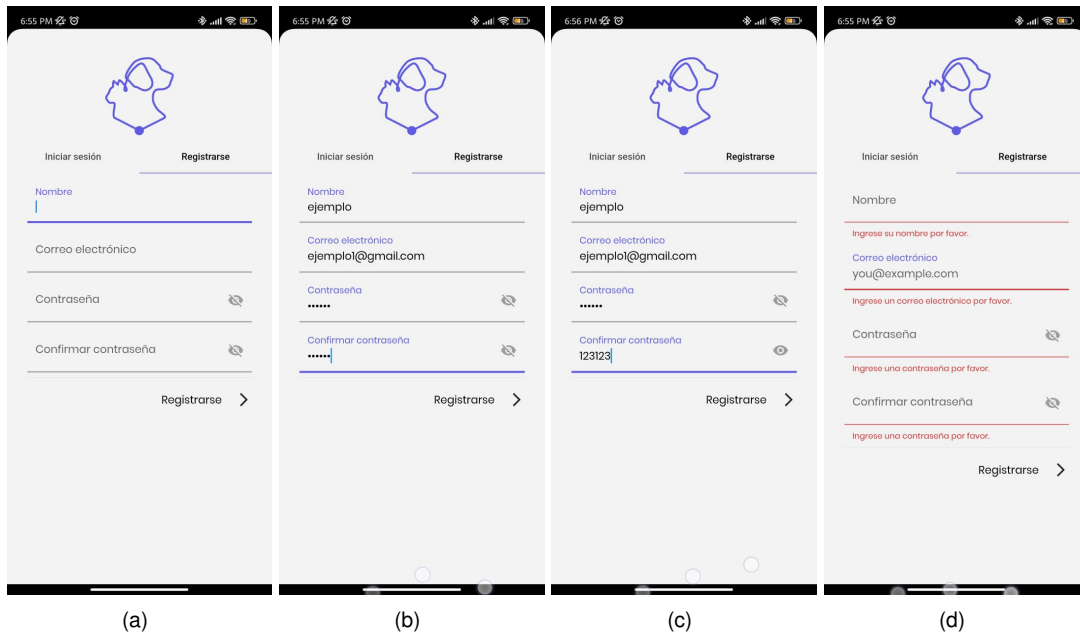 6:55 PM
Iniciar sesión
Registrarse
Nombre
Correo electrónico
Contraseña
Confirmar contraseña
Registrarse
(a)
6:55 PM
Iniciar sesión
Registrarse
Nombre
ejemplo
Correo electrónico
ejemplo1@gmail.com
Contraseña
••••••
Confirmar contraseña
••••••
Registrarse
(b)
6:56 PM
Iniciar sesión
Registrarse
Nombre
ejemplo
Correo electrónico
ejemplo1@gmail.com
Contraseña
••••••
Confirmar contraseña
123123
Registrarse
(c)
6:55 PM
Iniciar sesión
Registrarse
Nombre
Ingrese su nombre por favor.
Correo electrónico
you@example.com
Ingrese un correo electrónico por favor.
Contraseña
Ingrese una contraseña por favor.
Confirmar contraseña
Ingrese una contraseña por favor.
Registrarse
(d)